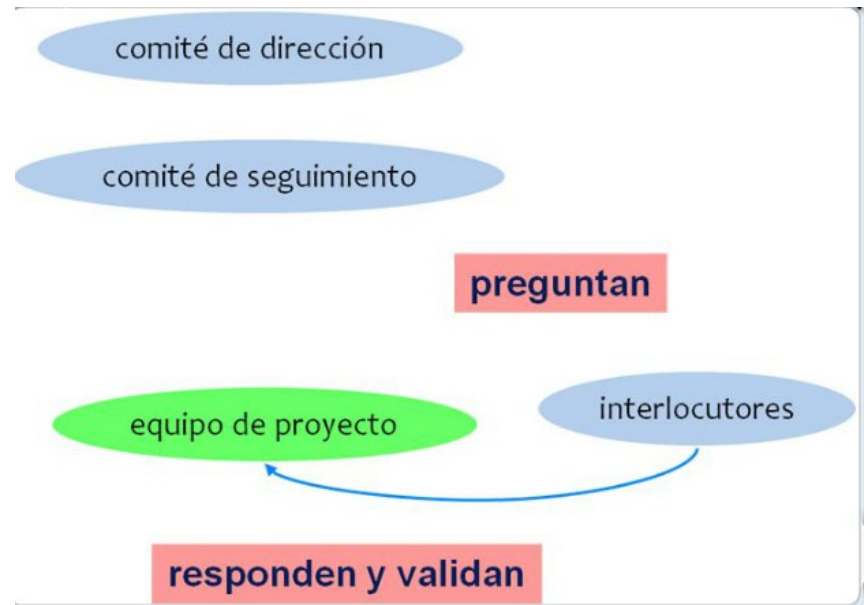 comité de dirección
comité de seguimiento
preguntan
equipo de proyecto
interlocutores
responden y validan